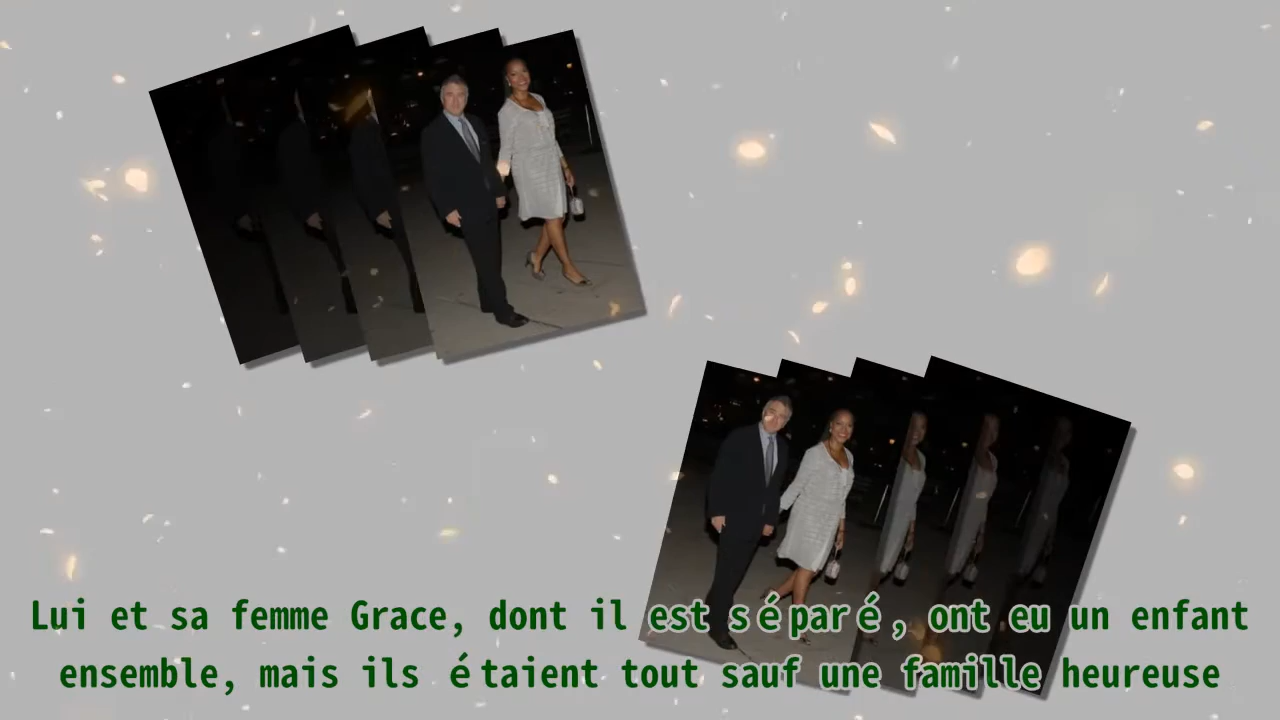 Lui et sa femme Grace, dont il est séparé, ont eu un enfant
ensemble, mais ils étaient tout sauf une famille heureuse